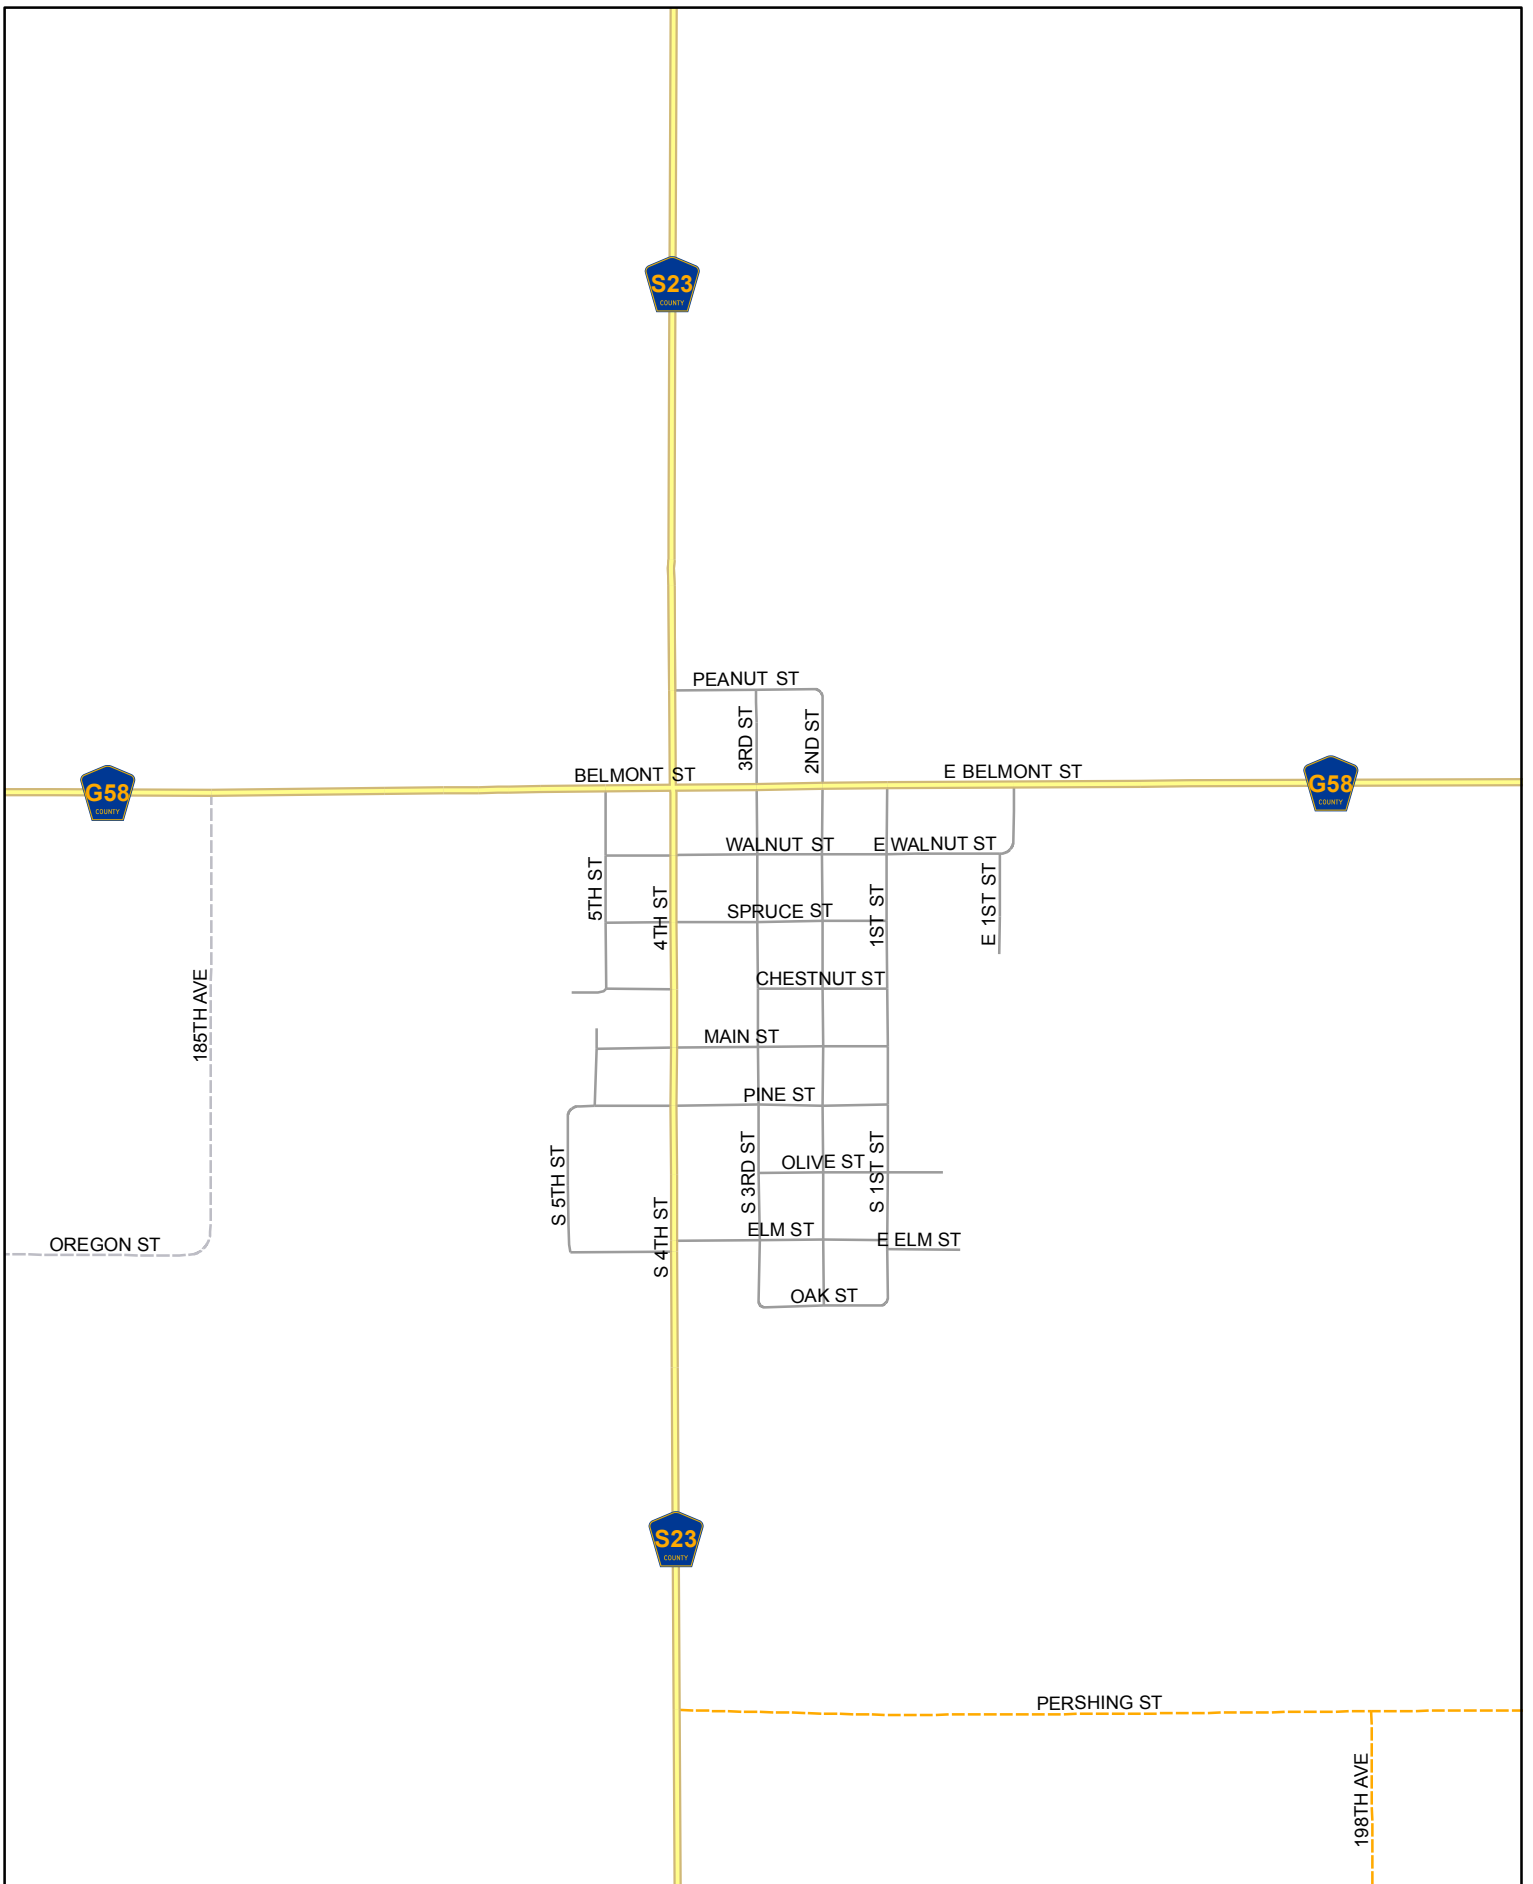 S23
COUNTY
PEANUT ST
3RD ST
2ND ST
BELMONT ST
E BELMONT ST
G58
COUNTY
G58
COUNTY
WALNUT ST
E WALNUT ST
5TH ST
4TH ST
SPRUCE ST
1ST ST
E 1ST ST
CHESTNUT ST
185TH AVE
MAIN ST
PINE ST
S 5TH ST
S 3RD ST
OLIVE ST
S 1ST ST
S 4TH ST
ELM ST
E ELM ST
OREGON ST
OAK ST
S23
COUNTY
PERSHING ST
198TH AVE